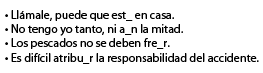 • Llámale, puede que est_ en casa.
• No tengo yo tanto, ni a_n la mitad.
• Los pescados no se deben fre_r.
• Es difícil atribu_r la responsabilidad del accidente.